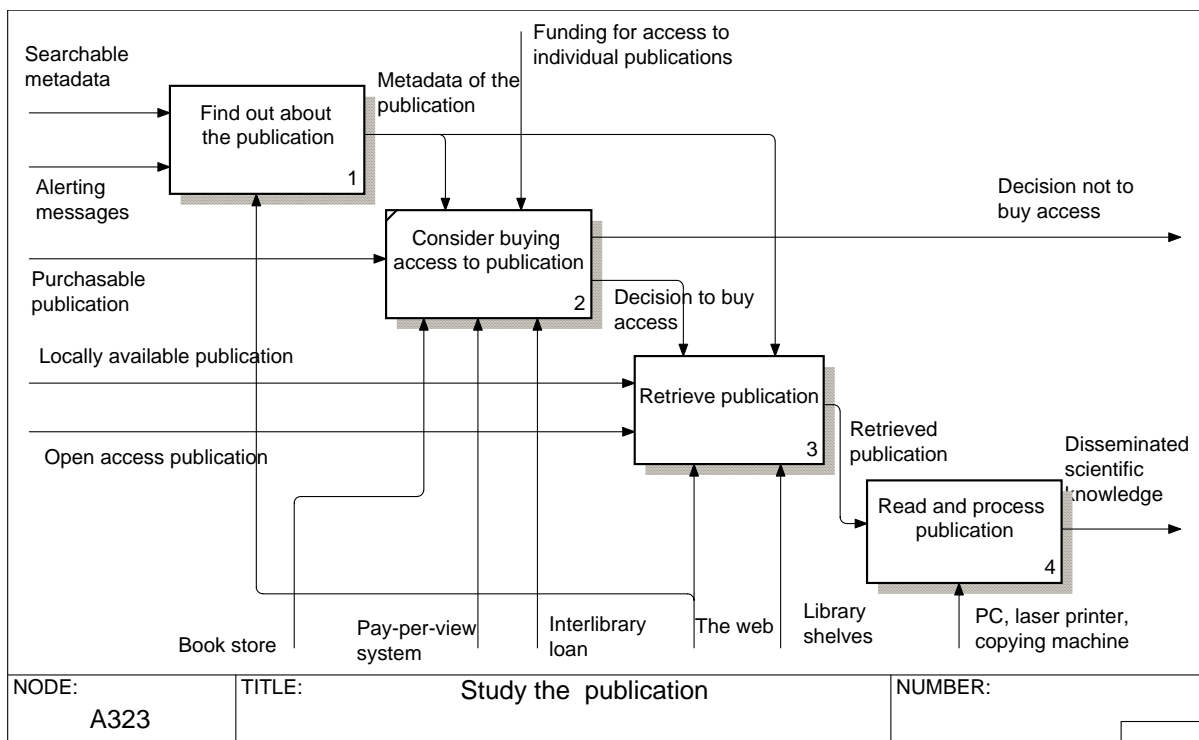 Searchable
metadata
Funding for access to
individual publications
Metadata of the
publication
Find out about
the publication
1
Alerting
messages
Decision not to
buy access
Consider buying
access to publication
2
Purchasable
publication
Decision to buy
access
Locally available publication
Retrieve publication
3
Open access publication
Retrieved
publication
Disseminated
scientific
knowledge
Read and process
publication
4
Book store
Pay-per-view
system
Interlibrary
loan
The web
Library
shelves
PC, laser printer,
copying machine
NODE:
A323
TITLE:
Study the publication
NUMBER: